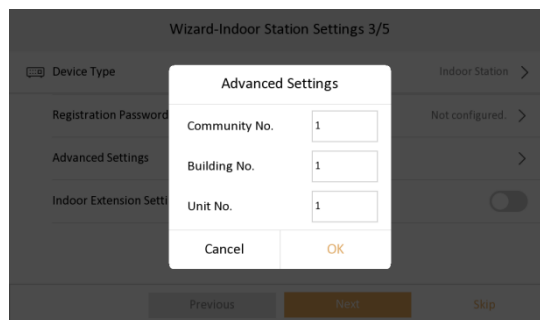 Wizard-Indoor Station Settings 3/5
Device Type
Indoor Station >
Advanced Settings
Registration Password
Not configured. >
Community No. 1
Advanced Settings
>
Building No. 1
Indoor Extension Setti
Unit No. 1
Cancel OK
Previous Next Skip